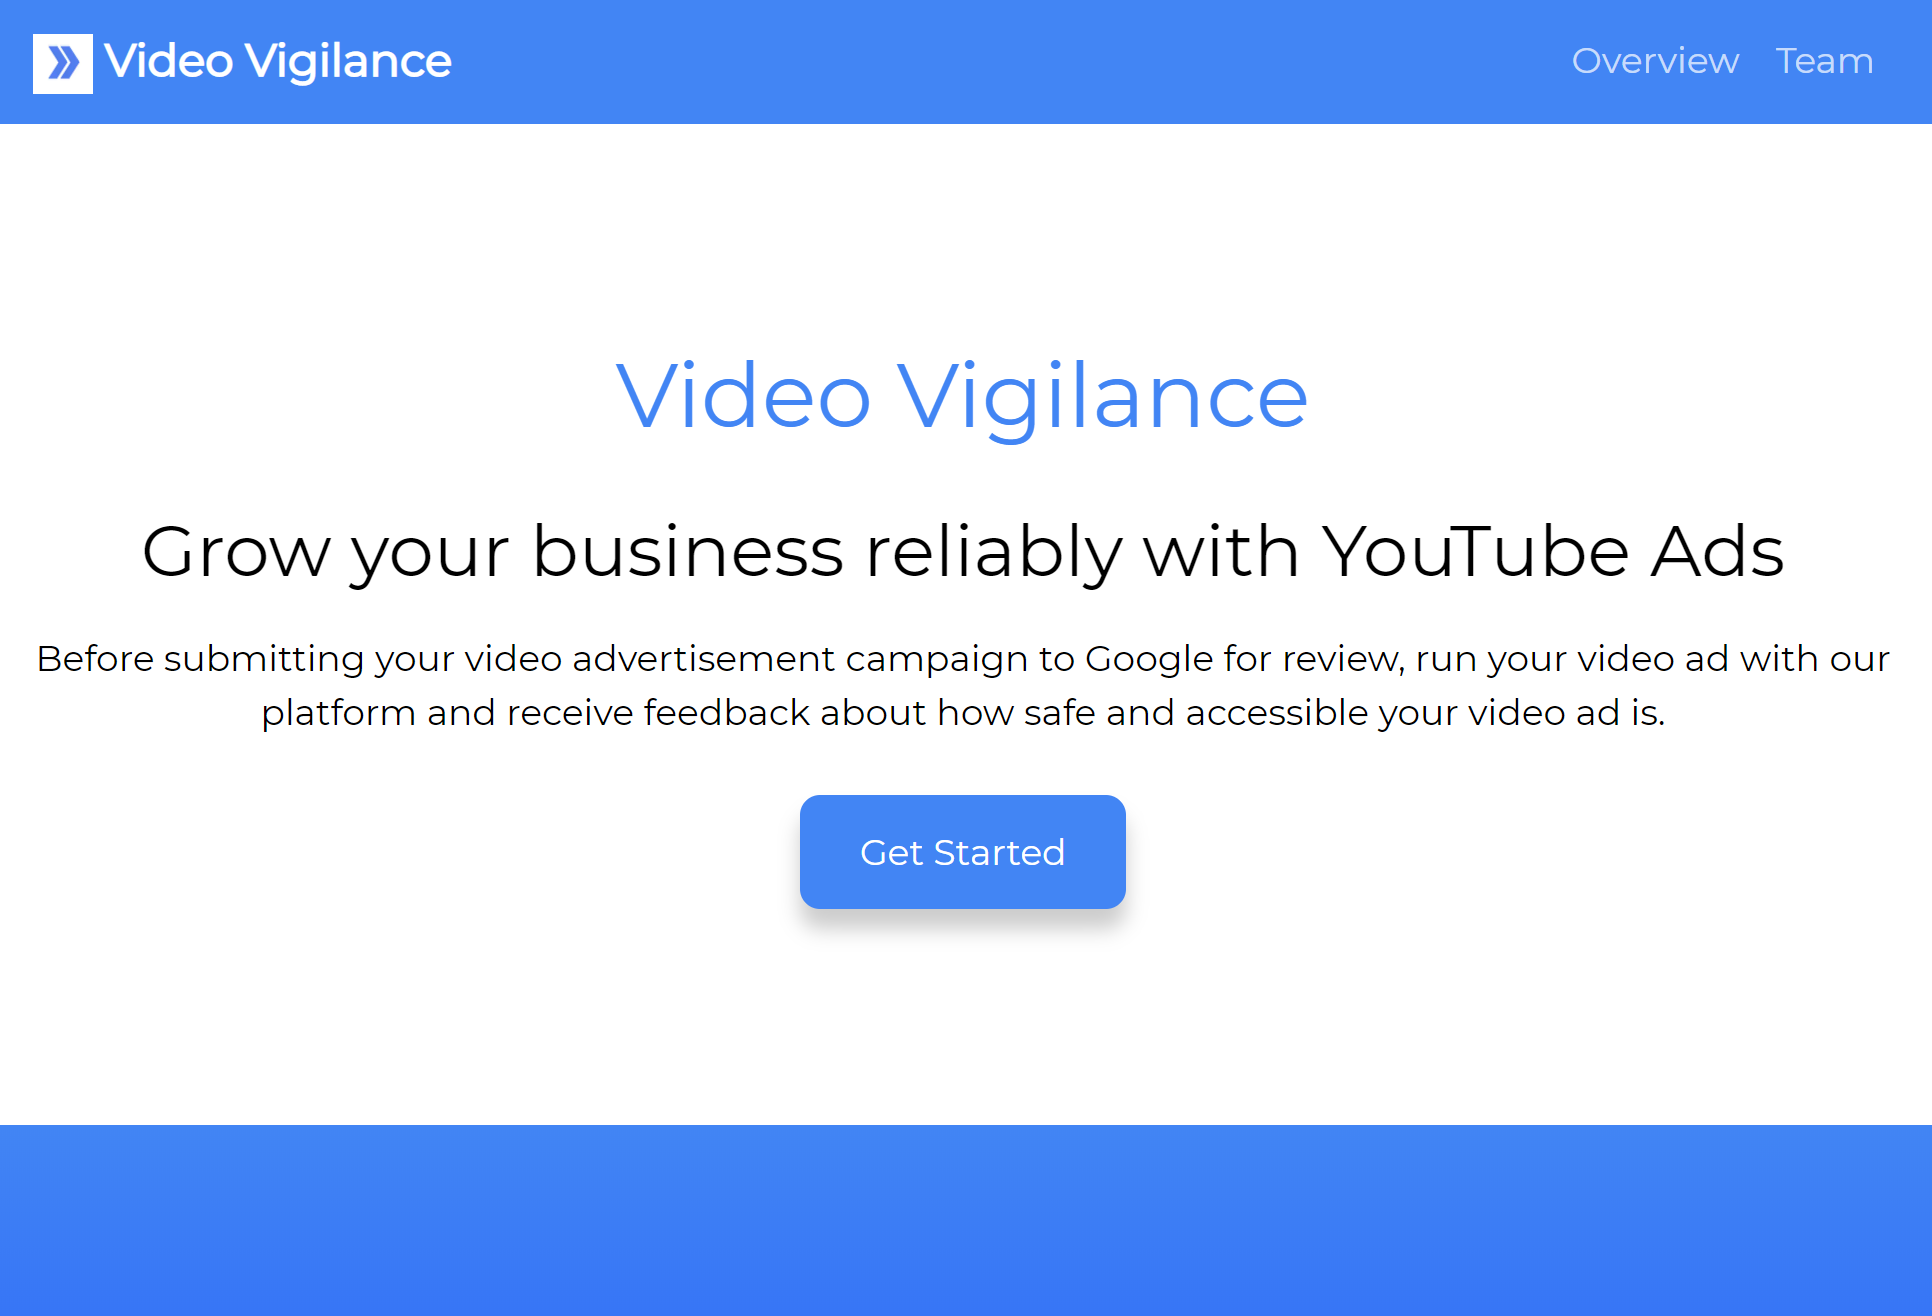 Video Vigilance
Overview Team
Video Vigilance
Grow your business reliably with YouTube Ads
Before submitting your video advertisement campaign to Google for review, run your video ad with our
platform and receive feedback about how safe and accessible your video ad is.
Get Started